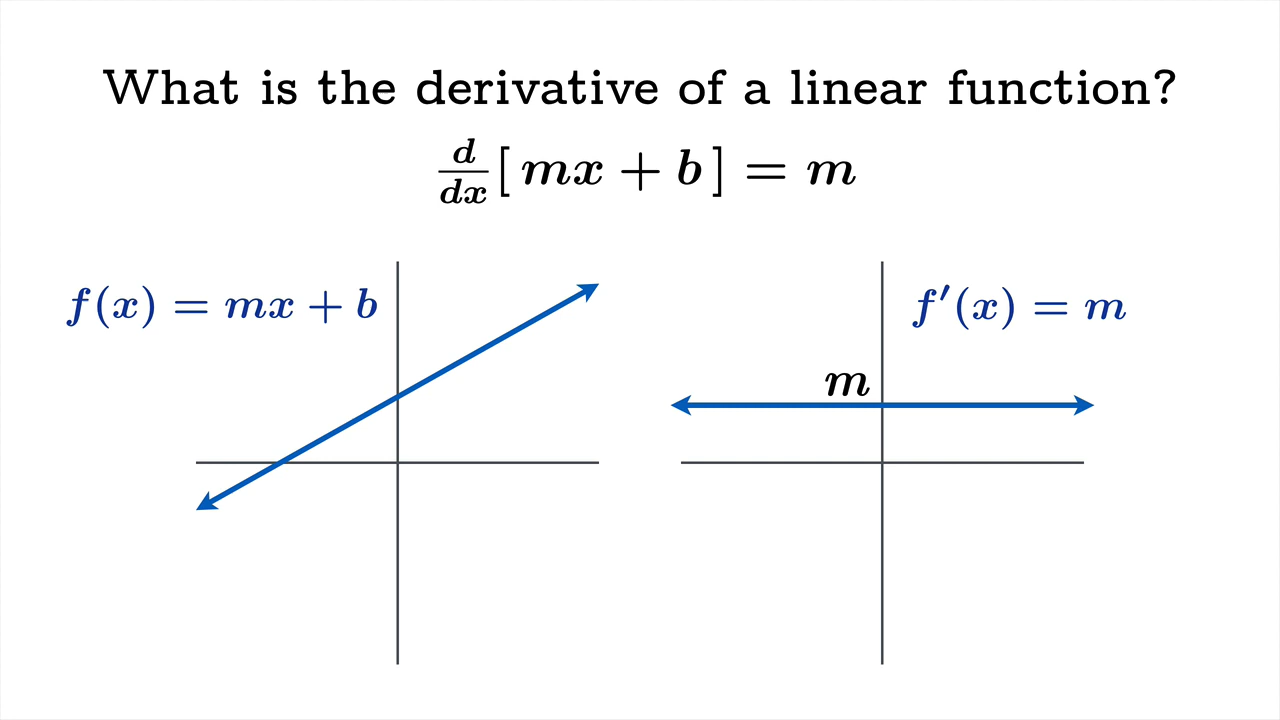 What is the derivative of a linear function?
d/dx [ mx + b ] = m
f(x) = mx + b
f′(x) = m
m